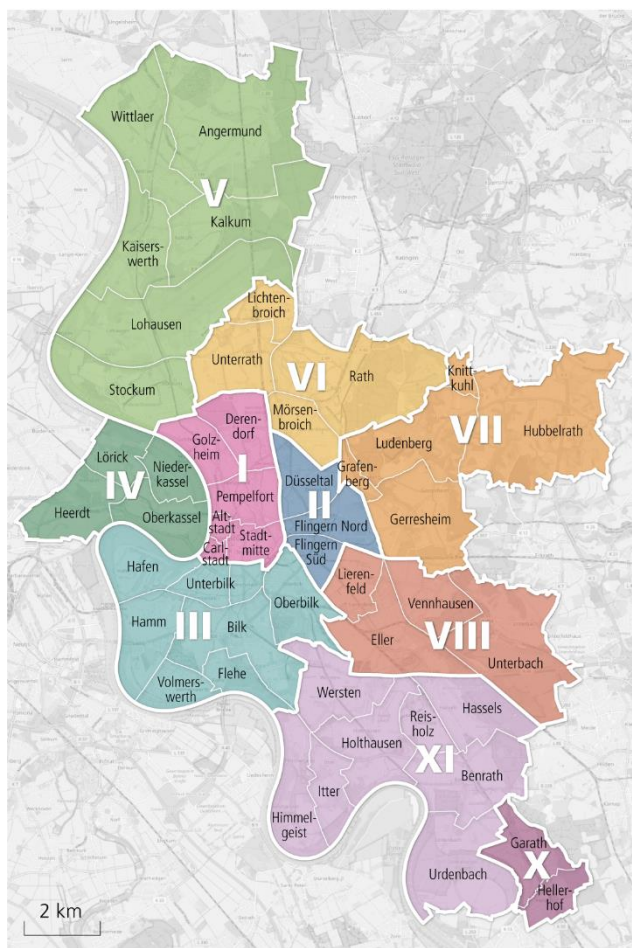 Wittlaer
Angermund
V
Kalkum
Kaisers-
werth
Lohausen
Stockum
Lichten-
broich
Unterrath
VI
Rath
Mörsen-
broich
Knitt-
kuhl
Ludenberg
VII
Hubbelrath
Grafen-
berg
Gerresheim
Derendorf
Golz-
heim
I
Pempelfort
Alt-
stadt
Carl-
stadt
Stadt-
mitte
Lörick
Nieder-
kassel
IV
Heerdt
Oberkassel
Düsseltal
II
Flingern Nord
Flingern
Süd
Hafen
Unterbilk
Oberbilk
Hamm
III
Bilk
Flehe
Volmers-
werth
Lieren-
feld
Vennhausen
Eller
VIII
Unterbach
Wersten
Hassels
Reis-
holz
Holthausen
XI
Benrath
Itter
Himmel-
geist
Urdenbach
Garath
X
Heller-
hof
2 km